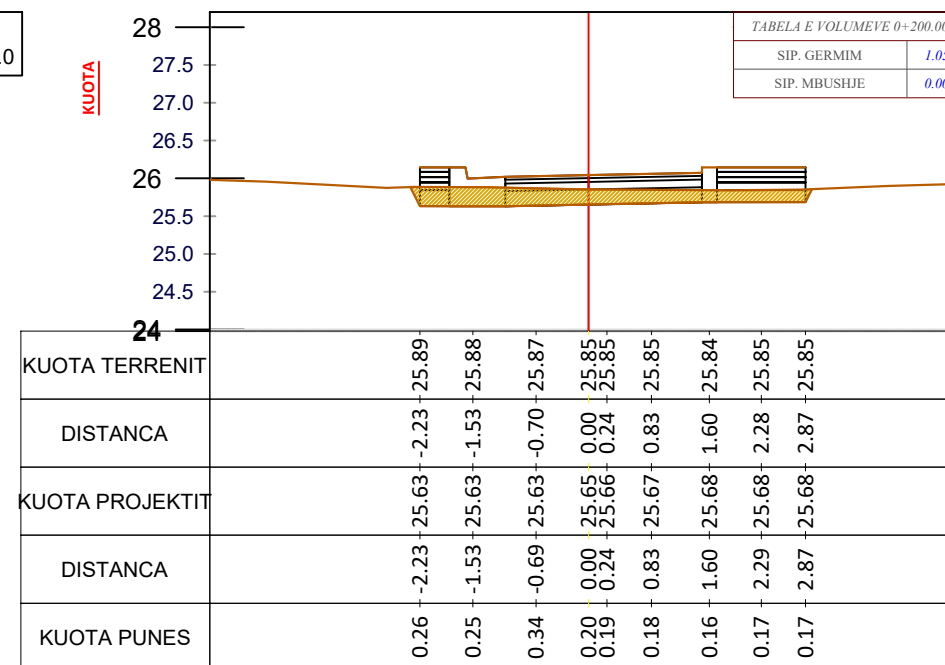 .0
TABELA E VOLUMEVE 0+200.00
SIP. GERMIM
SIP. MBUSHJE 0.00
KUOTA
28
27.5
27.0
26.5
26
25.5
25.0
24.5
24
KUOTA TERRENIT 25.89 25.88 25.87 25.85 25.85 25.85 25.84 25.85 25.85
DISTANCA -2.23 -1.53 -0.70 0.00 0.24 0.83 1.60 2.28 2.87
KUOTA PROJEKTIT 25.63 25.63 25.63 25.65 25.66 25.67 25.68 25.68 25.68
DISTANCA -2.23 -1.53 -0.69 0.00 0.24 0.83 1.60 2.29 2.87
KUOTA PUNES 0.26 0.25 0.34 0.20 0.19 0.18 0.16 0.17 0.17